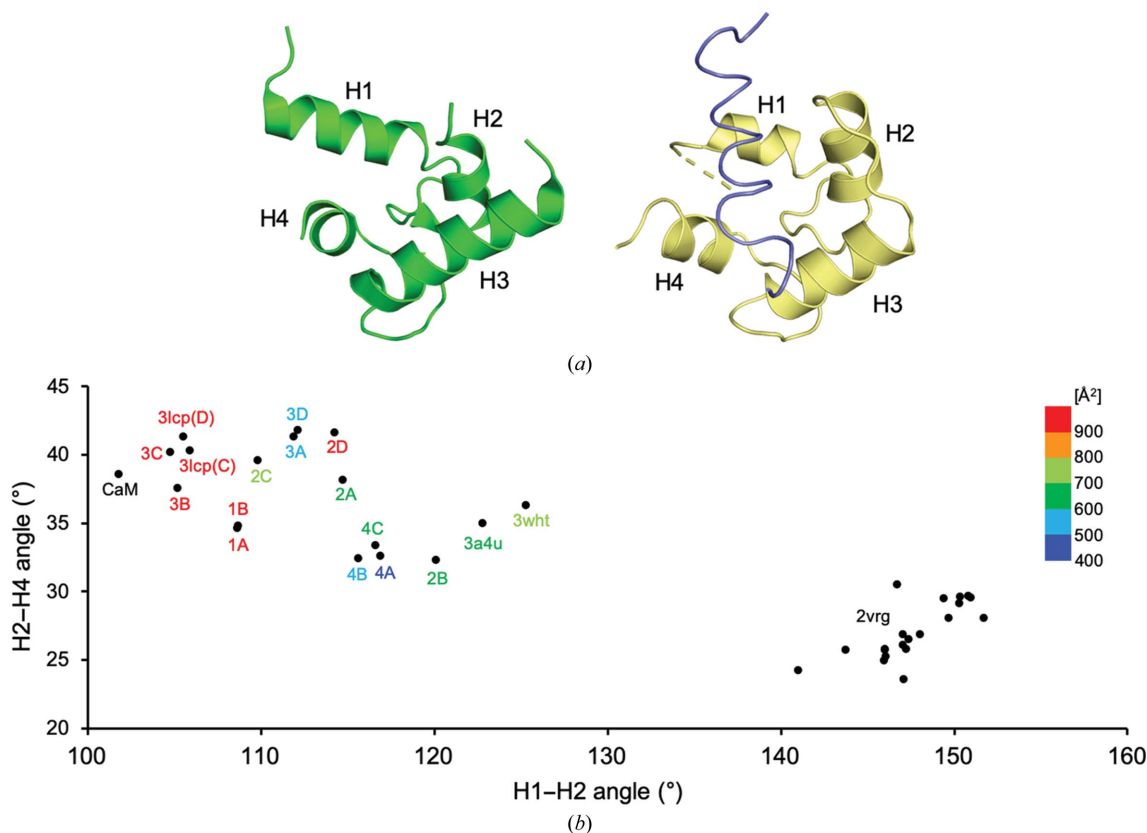 H1
H2
H4
H3
H1
H2
H4
H3
(a)
H2–H4 angle (°)
45
40
35
30
25
20
3lcp(D)
3C
3lcp(C)
CaM
3B
1B
1A
2C
3D
3A
2D
2A
4C
4B
4A
2B
3a4u
3wht
2vrg
[Å²]
900
800
700
600
500
400
100
110
120
130
140
150
160
H1–H2 angle (°)
(b)